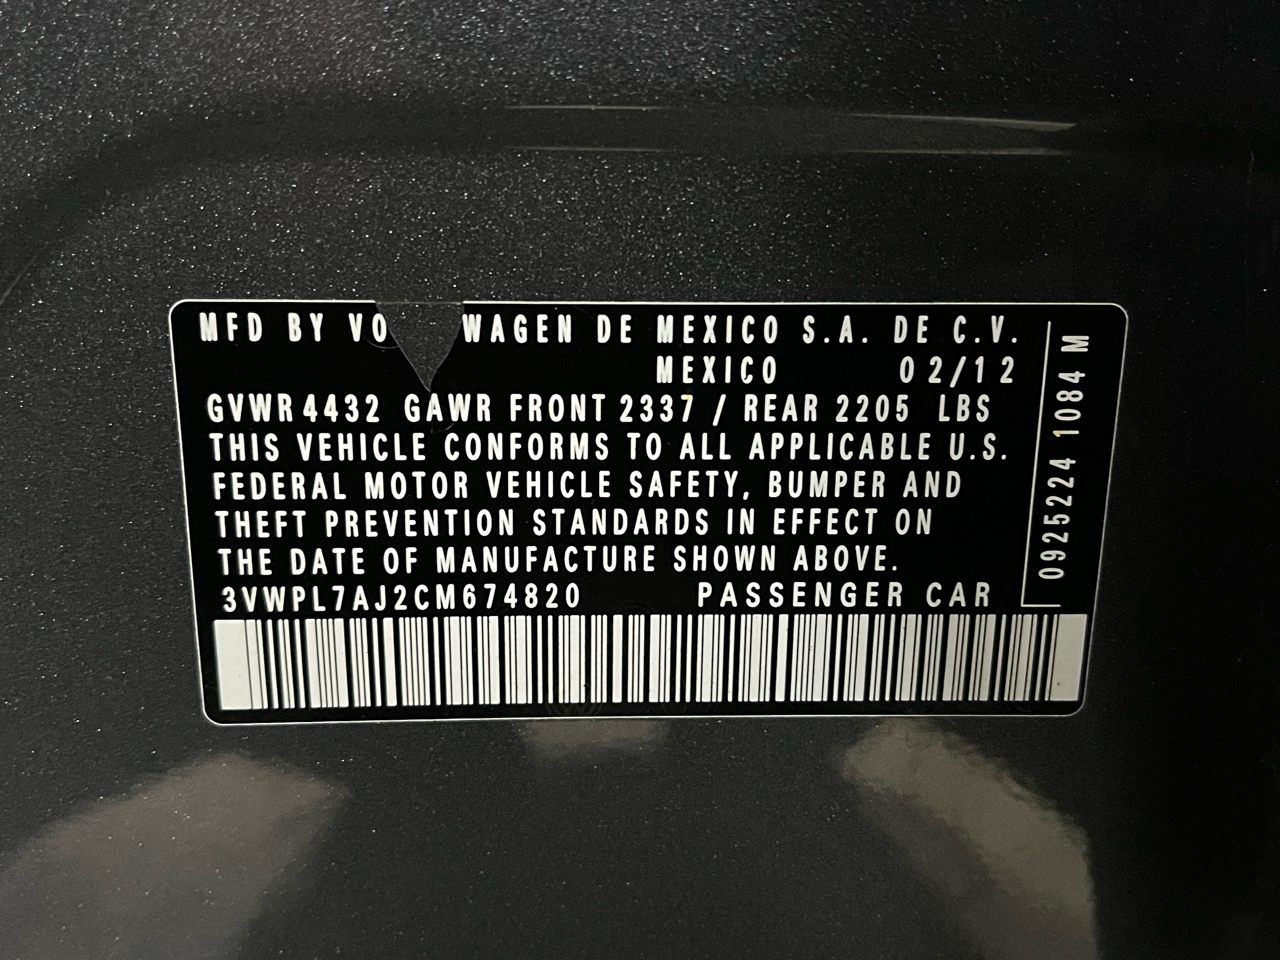 MFD BY VO WAGEN DE MEXICO S.A. DE C.V.
MEXICO 02/12
GVWR 4432 GAWR FRONT 2337 / REAR 2205 LBS
THIS VEHICLE CONFORMS TO ALL APPLICABLE U.S.
FEDERAL MOTOR VEHICLE SAFETY, BUMPER AND
THEFT PREVENTION STANDARDS IN EFFECT ON
THE DATE OF MANUFACTURE SHOWN ABOVE.
3VWPL7AJ2CM674820 PASSENGER CAR
0925224 1084 M